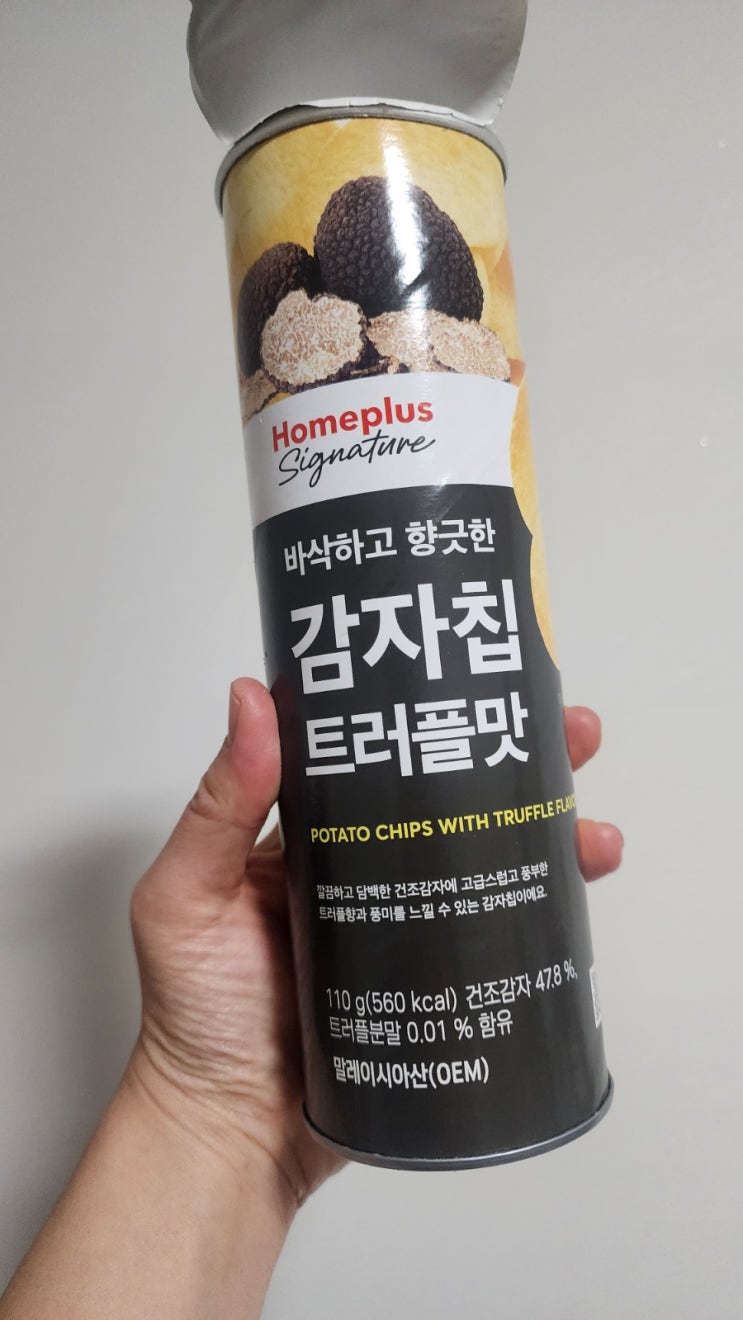 Homeplus
Signature
바삭하고 향긋한
감자칩
트러플맛
POTATO CHIPS WITH TRUFFLE
깔끔하고 담백한 건조감자에 고급스럽고 풍부한
트러플향과 풍미를 느낄 수 있는 감자칩이에요.
110 g(560 kcal) 건조감자 47.8 %,
트러플분말 0.01 % 함유
말레이시아산(OEM)